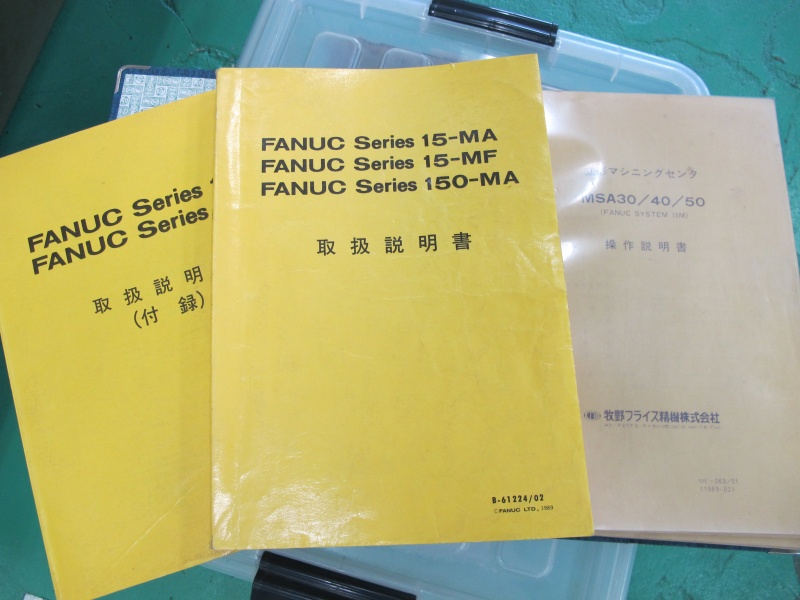 FANUC Series
FANUC Series
取扱説明
(付録)
FANUC Series 15-MA
FANUC Series 15-MF
FANUC Series 150-MA
取扱説明書
B-61224/02
©FANUC LTD., 1989
マシニングセンタ
MSA30/40/50
操作説明書
牧野フライス精機株式会社